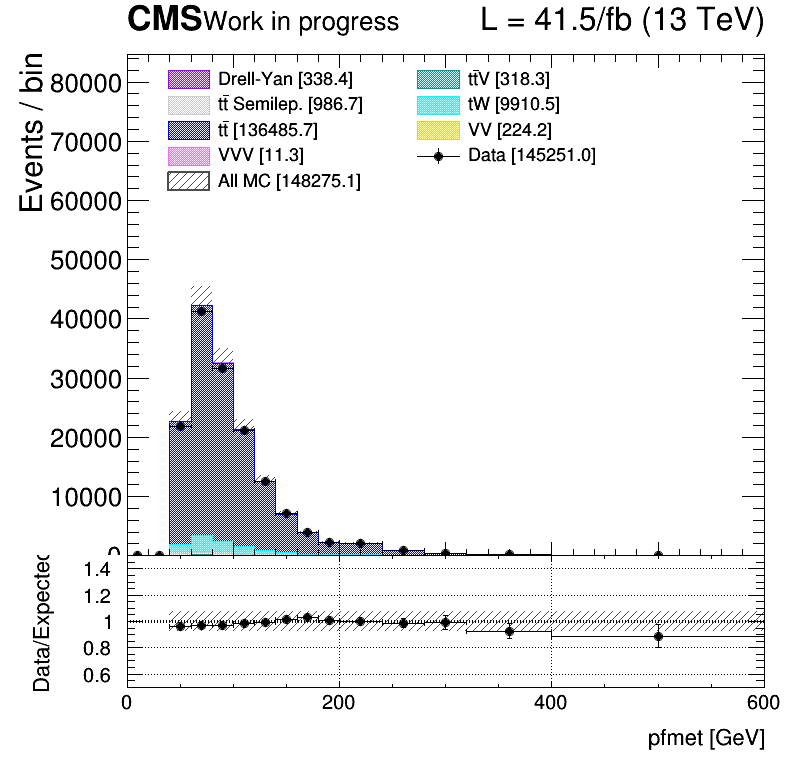 CMS Work in progress L = 41.5/fb (13 TeV)
Events / bin
80000
70000
60000
50000
40000
30000
20000
10000
0
Drell-Yan [338.4]
tt̄ Semilep. [986.7]
tt̄ [136485.7]
VVV [11.3]
All MC [148275.1]
tt̄V [318.3]
tW [9910.5]
VV [224.2]
Data [145251.0]
Data/Expected
1.4
1.2
1
0.8
0.6
0 200 400 600
pfmet [GeV]